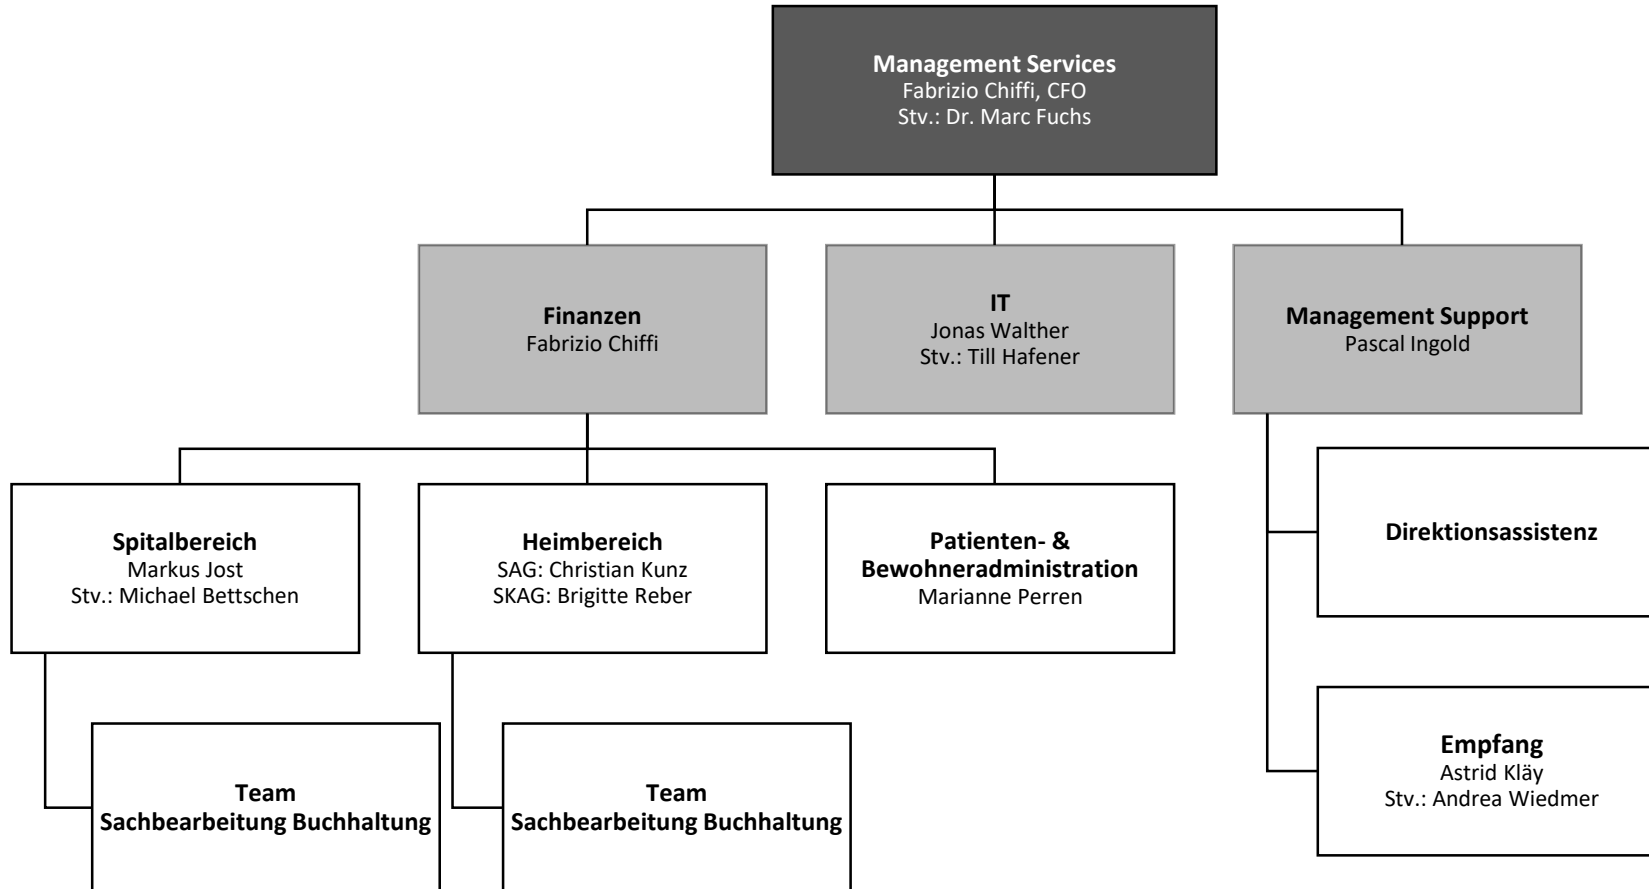 Management Services
Fabrizio Chiffi, CFO
Stv.: Dr. Marc Fuchs
Finanzen
Fabrizio Chiffi
IT
Jonas Walther
Stv.: Till Hafener
Management Support
Pascal Ingold
Spitalbereich
Markus Jost
Stv.: Michael Bettschen
Heimbereich
SAG: Christian Kunz
SKAG: Brigitte Reber
Patienten- &
Bewohneradministration
Marianne Perren
Direktionsassistenz
Team
Sachbearbeitung Buchhaltung
Team
Sachbearbeitung Buchhaltung
Empfang
Astrid Kläy
Stv.: Andrea Wiedmer